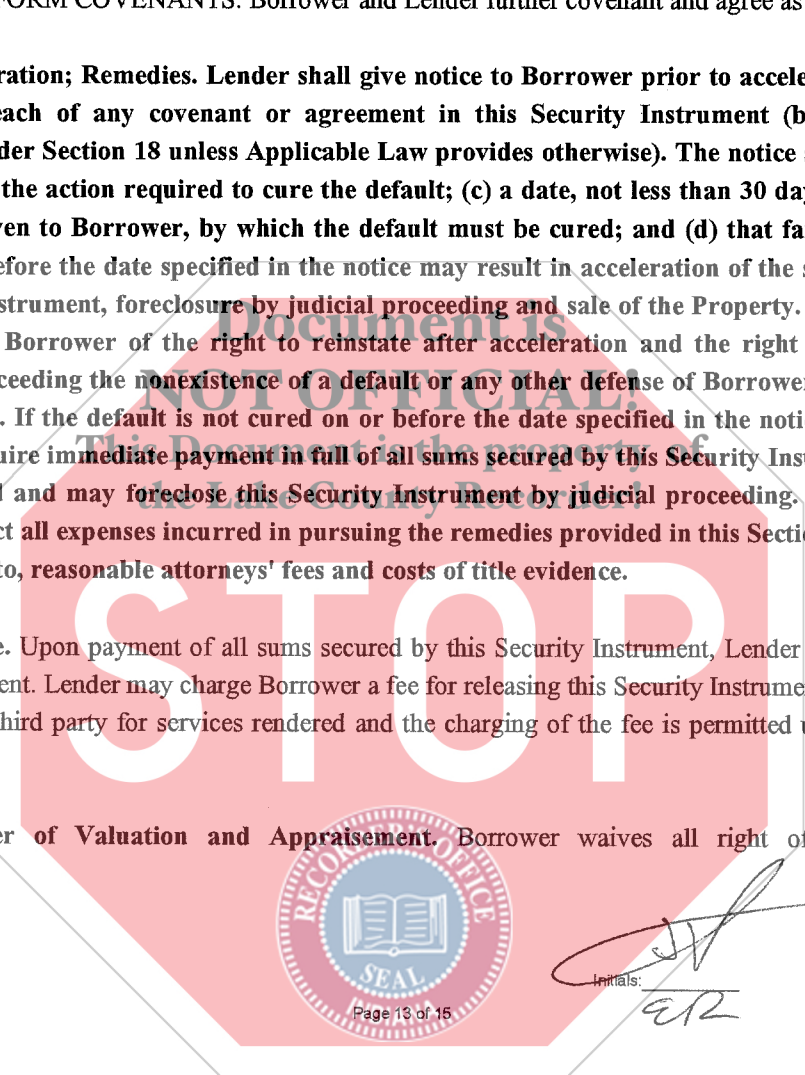 FORM COVENANTS. Borrower and Lender further covenant and agree as
ration; Remedies. Lender shall give notice to Borrower prior to accele
each of any covenant or agreement in this Security Instrument (b
der Section 18 unless Applicable Law provides otherwise). The notice
the action required to cure the default; (c) a date, not less than 30 day
ven to Borrower, by which the default must be cured; and (d) that fa
efore the date specified in the notice may result in acceleration of the s
strument, foreclosure by judicial proceeding and sale of the Property.
Borrower of the right to reinstate after acceleration and the right
ceeding the nonexistence of a default or any other defense of Borrower
. If the default is not cured on or before the date specified in the noti
uire immediate payment in full of all sums secured by this Security Inst
d and may foreclose this Security Instrument by judicial proceeding.
ct all expenses incurred in pursuing the remedies provided in this Sectio
to, reasonable attorneys' fees and costs of title evidence.
Document is
NOT OFFICIAL!
This Document is the property of
the Lake County Recorder!
STOP
e. Upon payment of all sums secured by this Security Instrument, Lender
ent. Lender may charge Borrower a fee for releasing this Security Instrume
third party for services rendered and the charging of the fee is permitted u
er of Valuation and Appraisement. Borrower waives all right of
RECORDER'S OFFICE
SEAL
INDIANA
Initials:
ER
Page 13 of 15